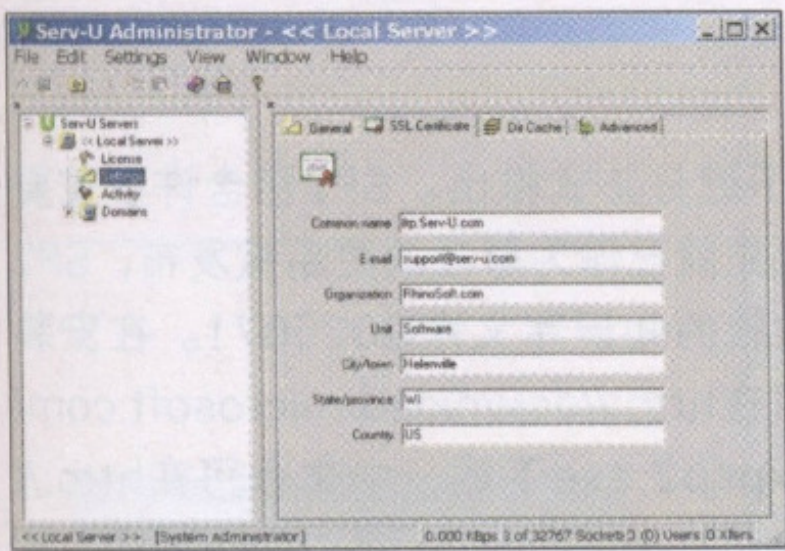 Serv-U Administrator - << Local Server >>
File Edit Settings View Window Help
Serv-U Servers
<< Local Server >>
License
Settings
Activity
Domains
General
SSL Certificate
Dir Cache
Advanced
Common name ftp.Serv-U.com
E-mail support@serv-u.com
Organization RhinoSoft.com
Unit Software
City/town Helenville
State/province WI
Country US
<< Local Server >> [System Administrator] 0.000 KBps 3 of 32767 Sockets 0 (0) Users 0 Xfers